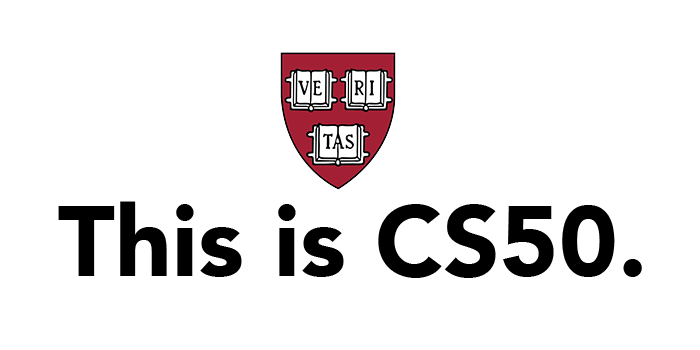 VE RI
TAS
This is CS50.